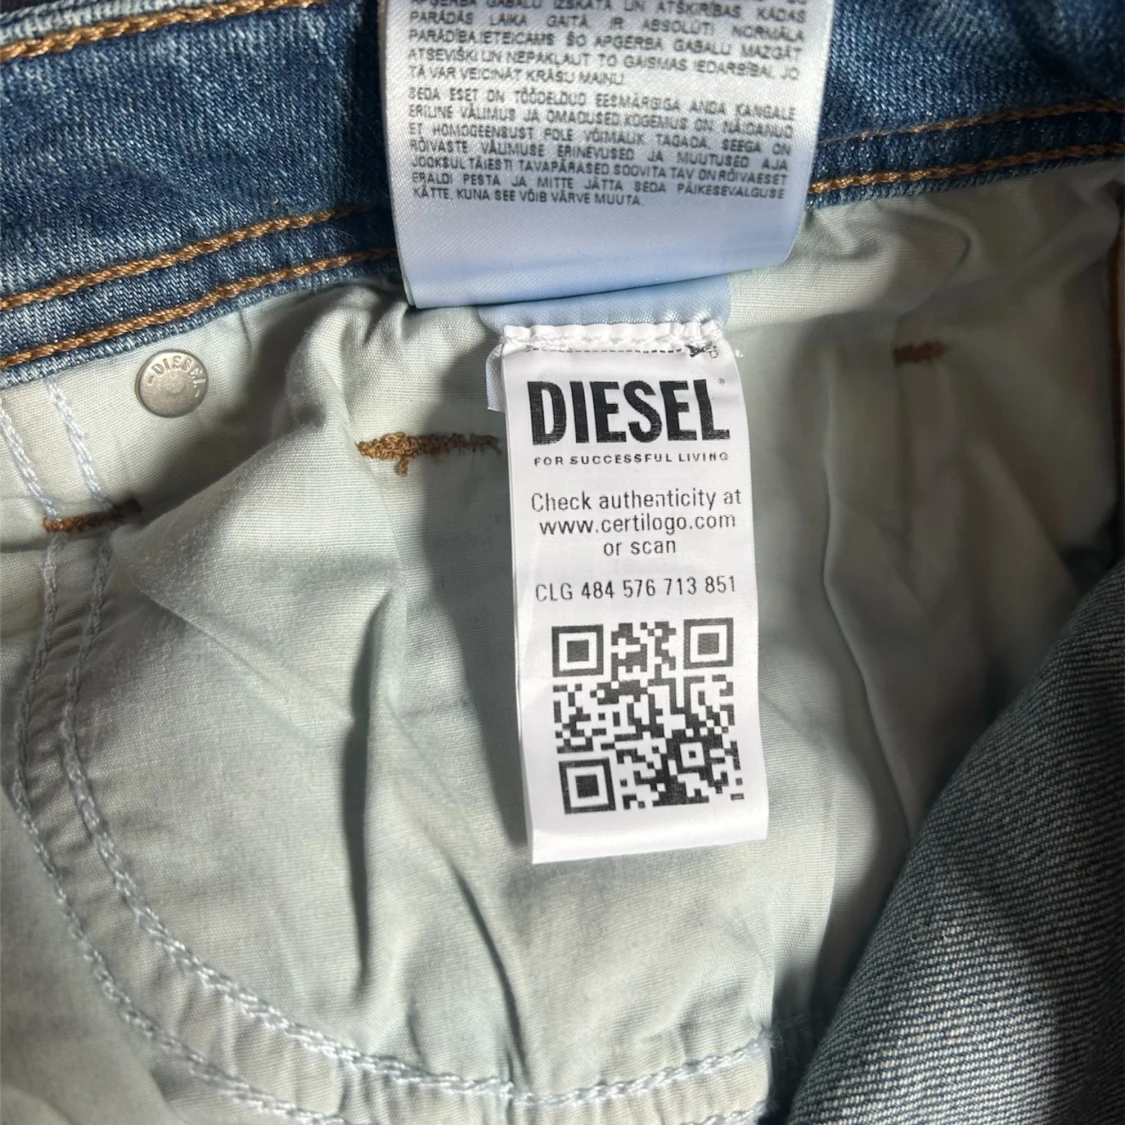 APĢĒRBA GABALU IZSKATĀ UN ATŠĶIRĪBAS, KĀDAS
PARĀDĀS LAIKA GAITĀ, IR ABSOLŪTI NORMĀLA
PARĀDĪBA.IETEICAMS ŠO APĢĒRBA GABALU MAZGĀT
ATSEVIŠĶI UN NEPAKĻAUT TO GAISMAS IEDARBĪBAI, JO
TĀ VAR VEICINĀT KRĀSU MAIŅU.
SEDA ESET ON TÖÖDELDUD EESMÄRGIGA ANDA KANGALE
ERILINE VÄLIMUS JA OMADUSED.KOGEMUS ON NÄIDANUD
ET HOMOGEENSUST POLE VÕIMALIK TAGADA. SEEGA ON
RÕIVASTE VÄLIMUSE ERINEVUSED JA MUUTUSED AJA
JOOKSUL TÄIESTI TAVAPÄRASED.SOOVITATAV ON RÕIVAESET
ERALDI PESTA JA MITTE JÄTTA SEDA PÄIKESEVALGUSE
KÄTTE, KUNA SEE VÕIB VÄRVE MUUTA.
DIESEL
DIESEL®
FOR SUCCESSFUL LIVING
Check authenticity at
www.certilogo.com
or scan
CLG 484 576 713 851